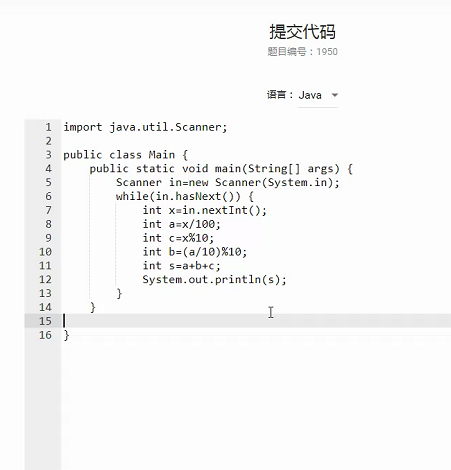 提交代码
题目编号：1950
语言： Java
1 import java.util.Scanner;
2
3 public class Main {
4 public static void main(String[] args) {
5 Scanner in=new Scanner(System.in);
6 while(in.hasNext()) {
7 int x=in.nextInt();
8 int a=x/100;
9 int c=x%10;
10 int b=(a/10)%10;
11 int s=a+b+c;
12 System.out.println(s);
13 }
14 }
15
16 }